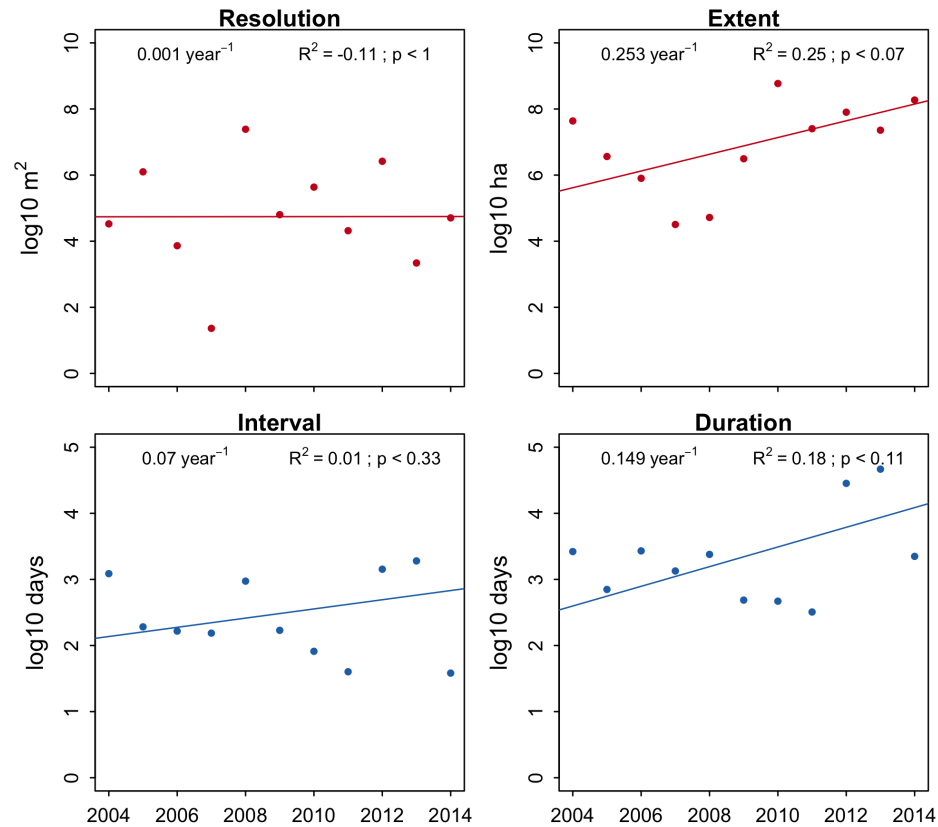 Resolution
0.001 year⁻¹ R² = -0.11 ; p < 1
log10 m²
10
8
6
4
2
0
Extent
0.253 year⁻¹ R² = 0.25 ; p < 0.07
log10 ha
10
8
6
4
2
0
Interval
0.07 year⁻¹ R² = 0.01 ; p < 0.33
log10 days
5
4
3
2
1
0
2004 2006 2008 2010 2012 2014
Duration
0.149 year⁻¹ R² = 0.18 ; p < 0.11
log10 days
5
4
3
2
1
0
2004 2006 2008 2010 2012 2014